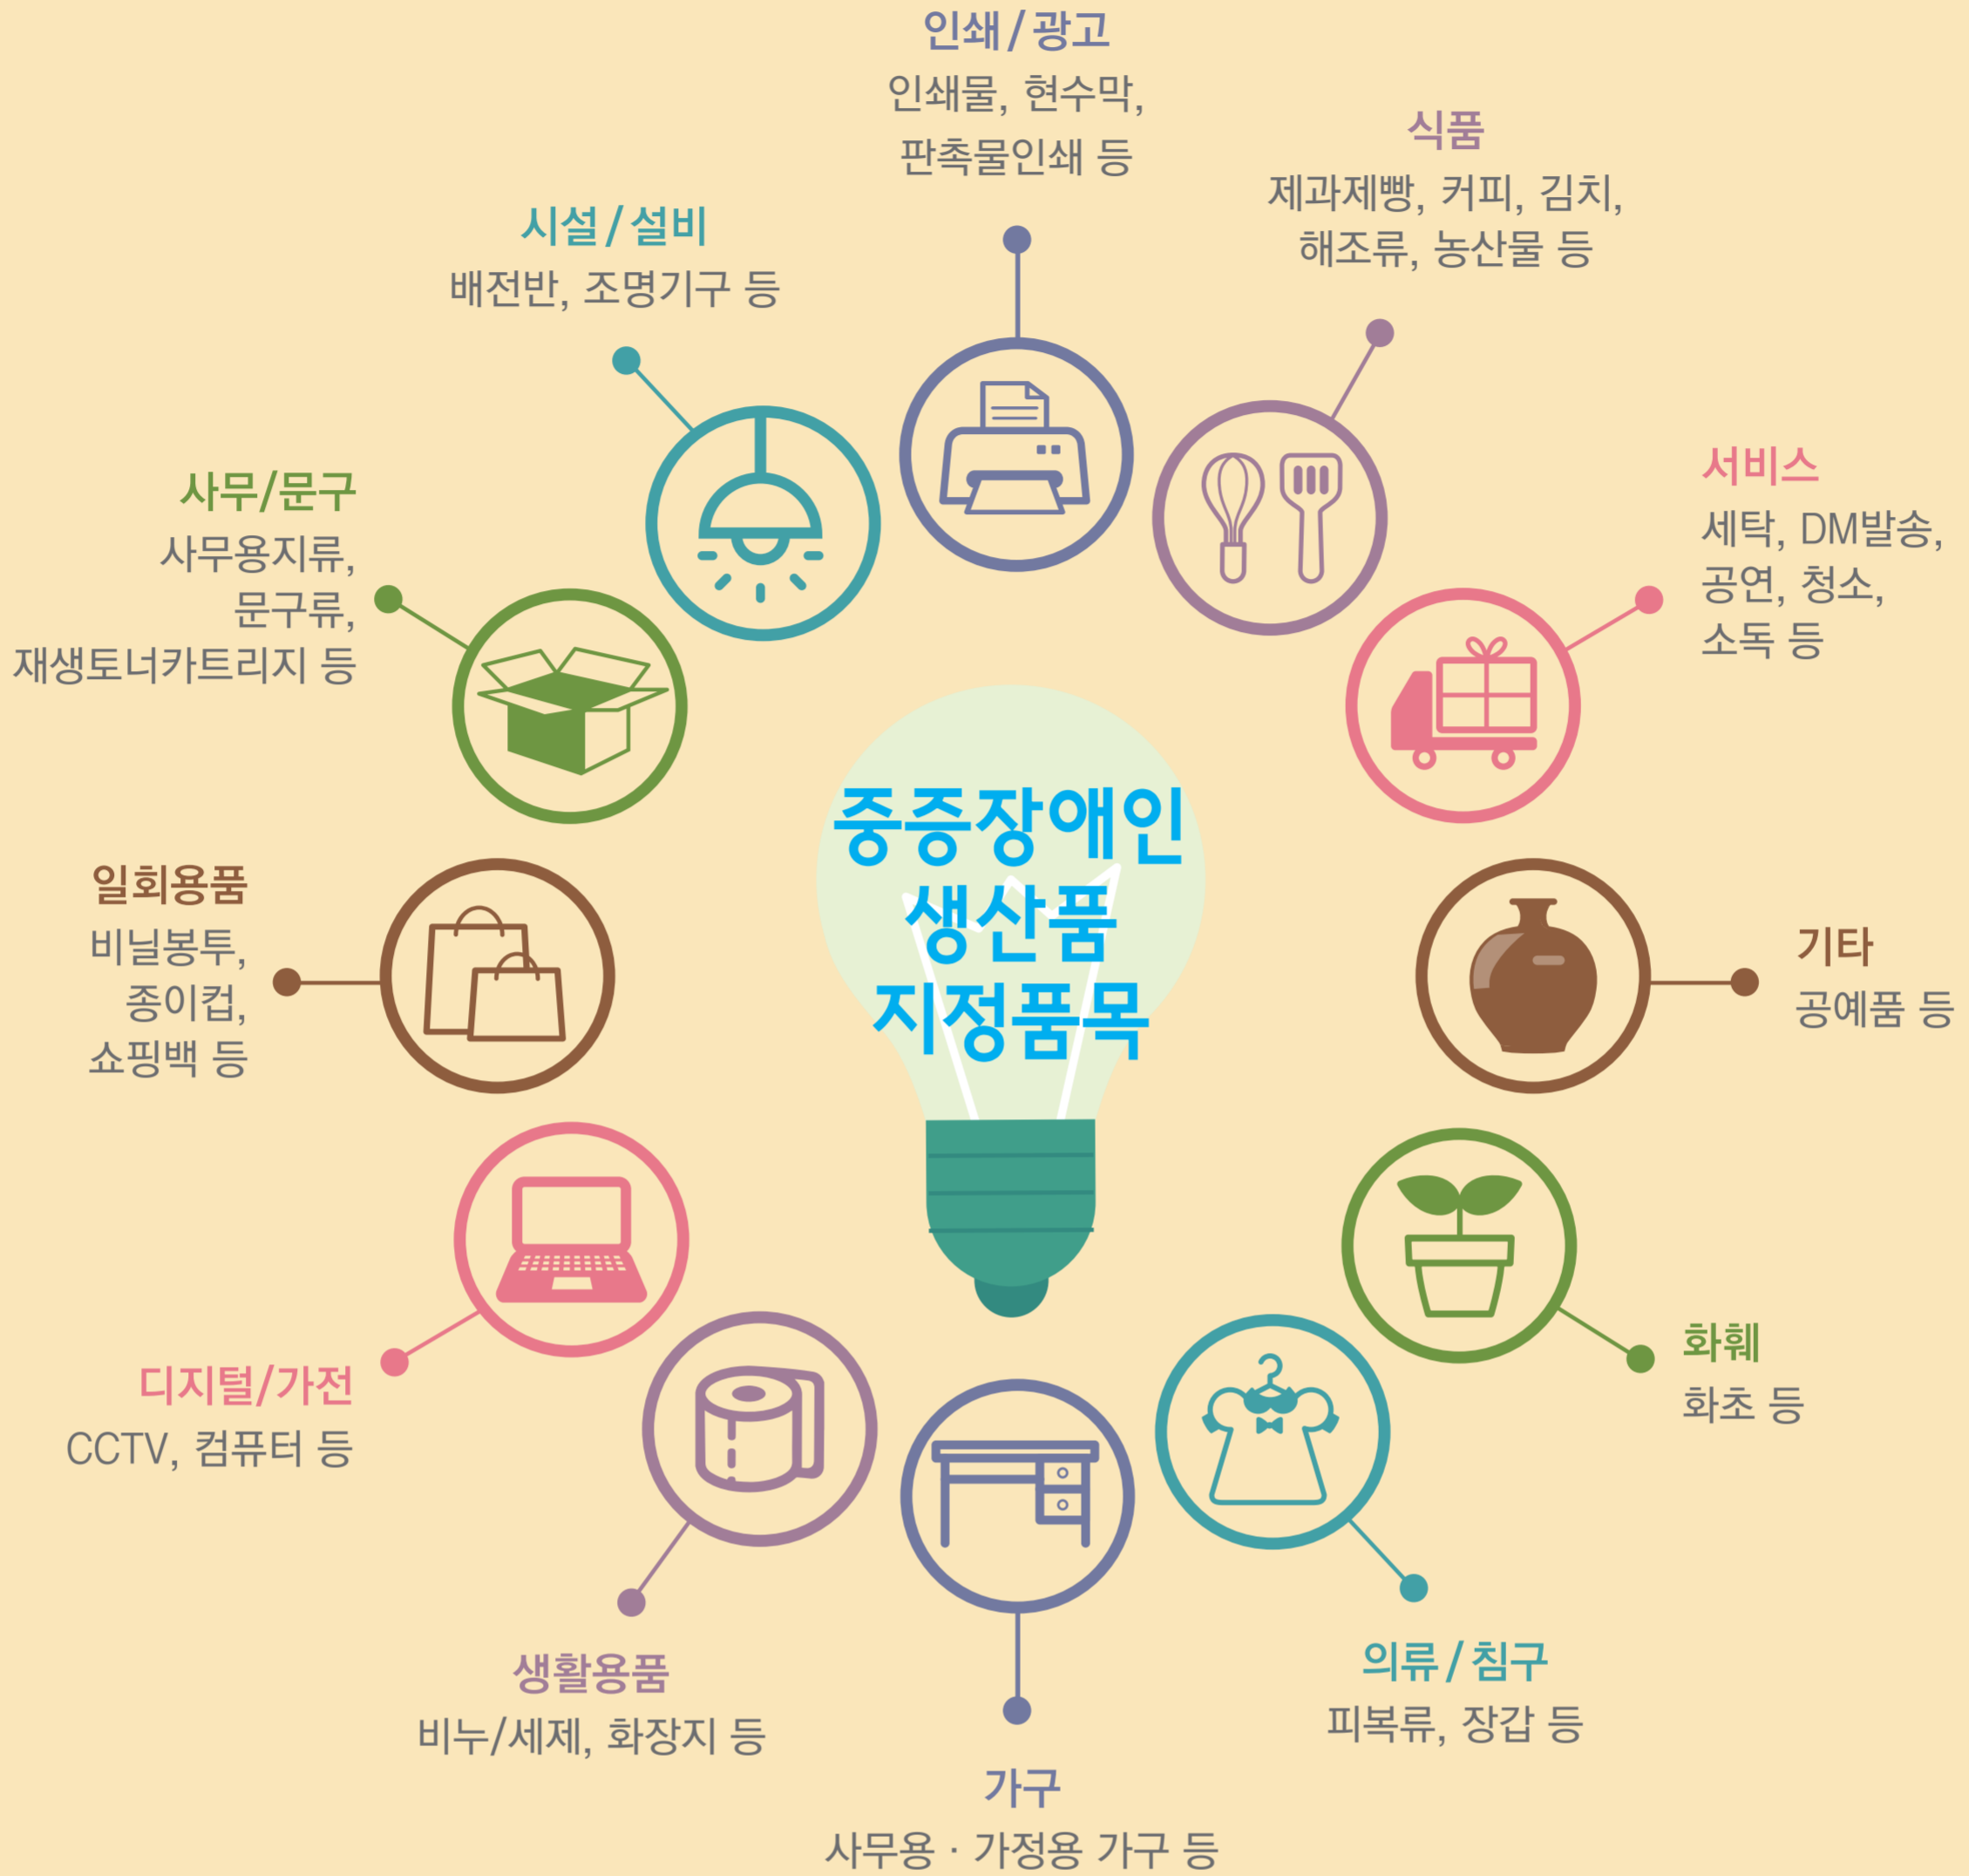 인쇄/광고
인쇄물, 현수막,
판촉물인쇄 등
식품
제과제빵, 커피, 김치,
해조류, 농산물 등
서비스
세탁, DM발송,
공연, 청소,
소독 등
기타
공예품 등
화훼
화초 등
의류/침구
피복류, 장갑 등
가구
사무용 · 가정용 가구 등
생활용품
비누/세제, 화장지 등
디지털/가전
CCTV, 컴퓨터 등
일회용품
비닐봉투,
종이컵,
쇼핑백 등
사무/문구
사무용지류,
문구류,
재생토너카트리지 등
시설/설비
배전반, 조명기구 등
중증장애인
생산품
지정품목